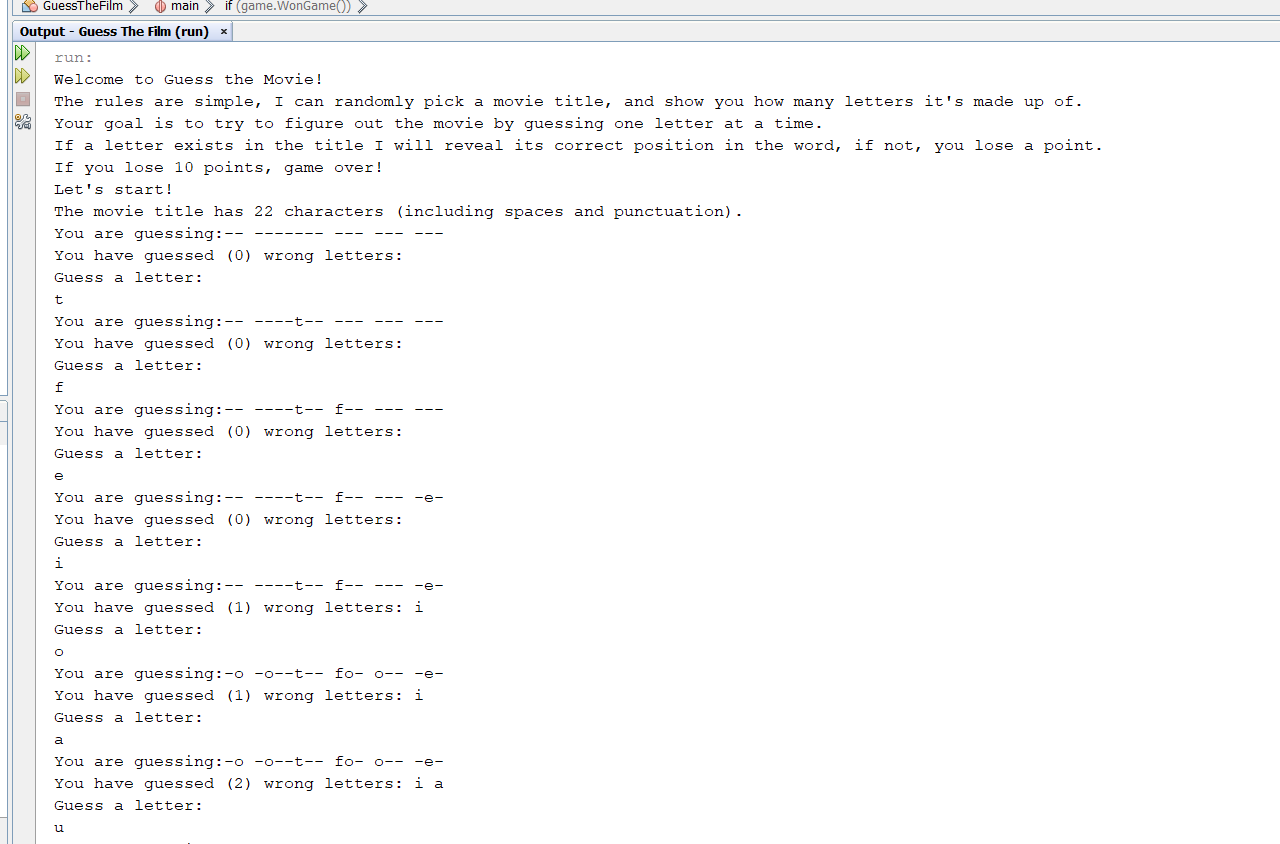 GuessTheFilm main if (game.WonGame())
Output - Guess The Film (run) ×
run:
Welcome to Guess the Movie!
The rules are simple, I can randomly pick a movie title, and show you how many letters it's made up of.
Your goal is to try to figure out the movie by guessing one letter at a time.
If a letter exists in the title I will reveal its correct position in the word, if not, you lose a point.
If you lose 10 points, game over!
Let's start!
The movie title has 22 characters (including spaces and punctuation).
You are guessing:-- ------- --- --- ---
You have guessed (0) wrong letters:
Guess a letter:
t
You are guessing:-- ----t-- --- --- ---
You have guessed (0) wrong letters:
Guess a letter:
f
You are guessing:-- ----t-- f-- --- ---
You have guessed (0) wrong letters:
Guess a letter:
e
You are guessing:-- ----t-- f-- --- -e-
You have guessed (0) wrong letters:
Guess a letter:
i
You are guessing:-- ----t-- f-- --- -e-
You have guessed (1) wrong letters: i
Guess a letter:
o
You are guessing:-o -o--t-- fo- o-- -e-
You have guessed (1) wrong letters: i
Guess a letter:
a
You are guessing:-o -o--t-- fo- o-- -e-
You have guessed (2) wrong letters: i a
Guess a letter:
u